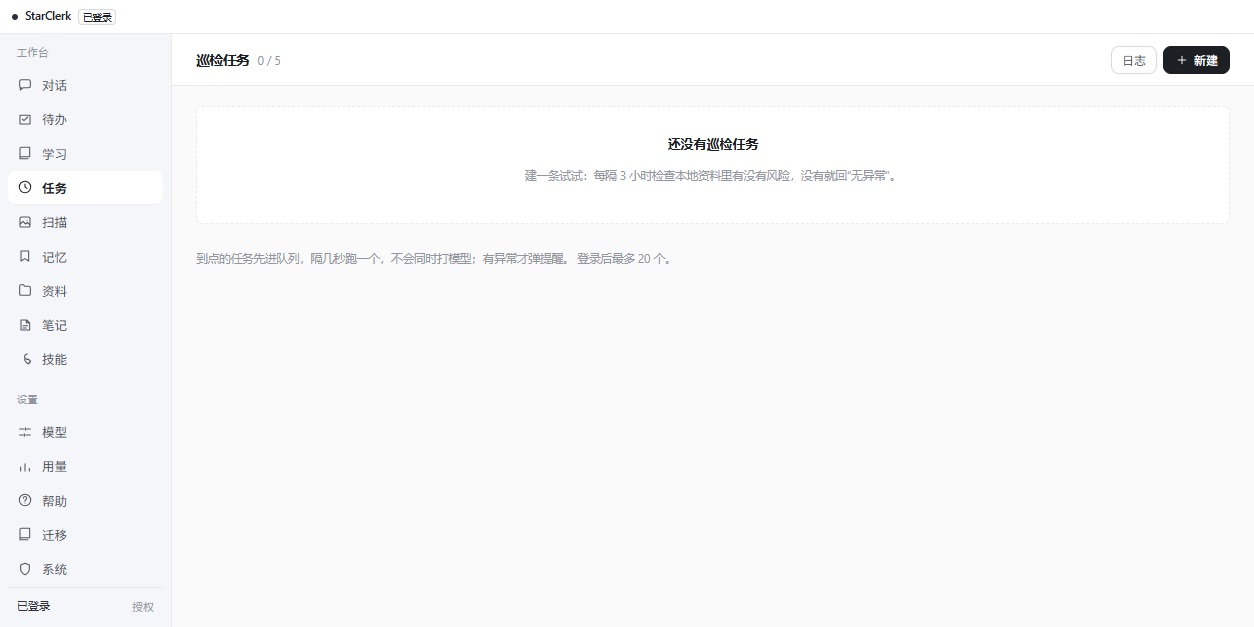 StarClerk 已登录
工作台
对话
待办
学习
任务
扫描
记忆
资料
笔记
技能
设置
模型
用量
帮助
迁移
系统
已登录 授权
巡检任务 0 / 5
日志 + 新建
还没有巡检任务
建一条试试：每隔 3 小时检查本地资料里有没有风险，没有就回“无异常”。
到点的任务先进队列，隔几秒跑一个，不会同时打模型；有异常才弹提醒。 登录后最多 20 个。